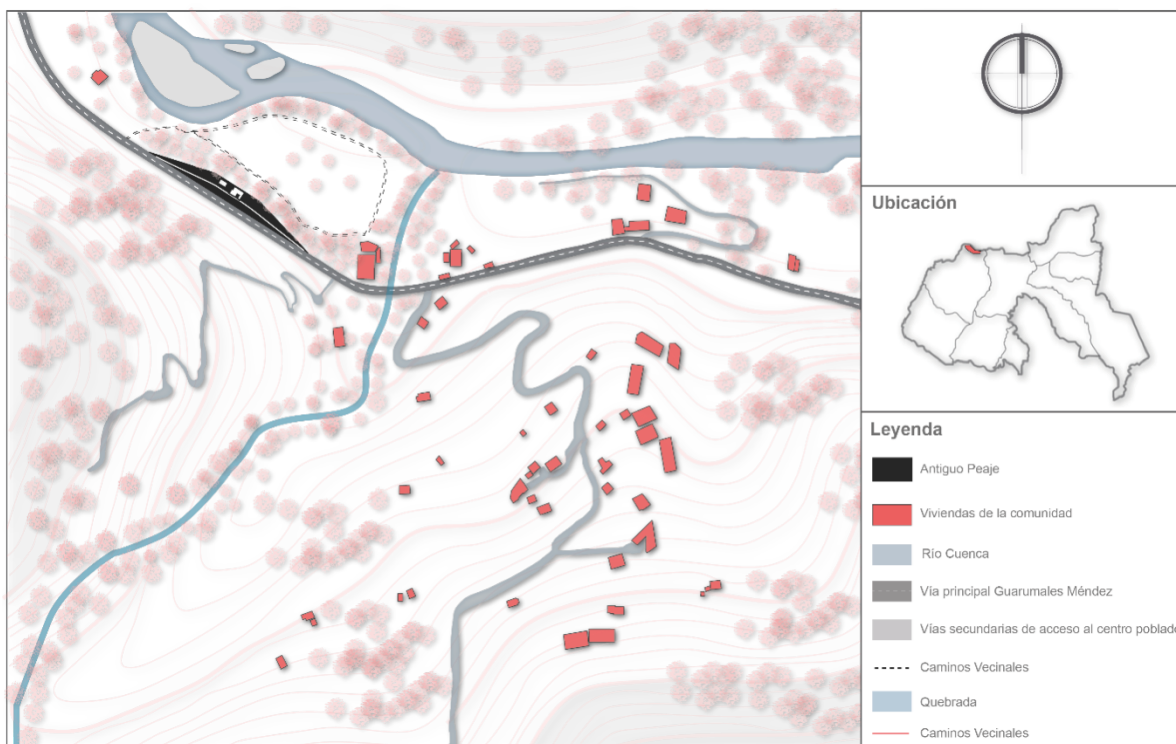 Ubicación
Leyenda
Antiguo Peaje
Viviendas de la comunidad
Río Cuenca
Vía principal Guarumales Méndez
Vías secundarias de acceso al centro poblado
Caminos Vecinales
Quebrada
Caminos Vecinales